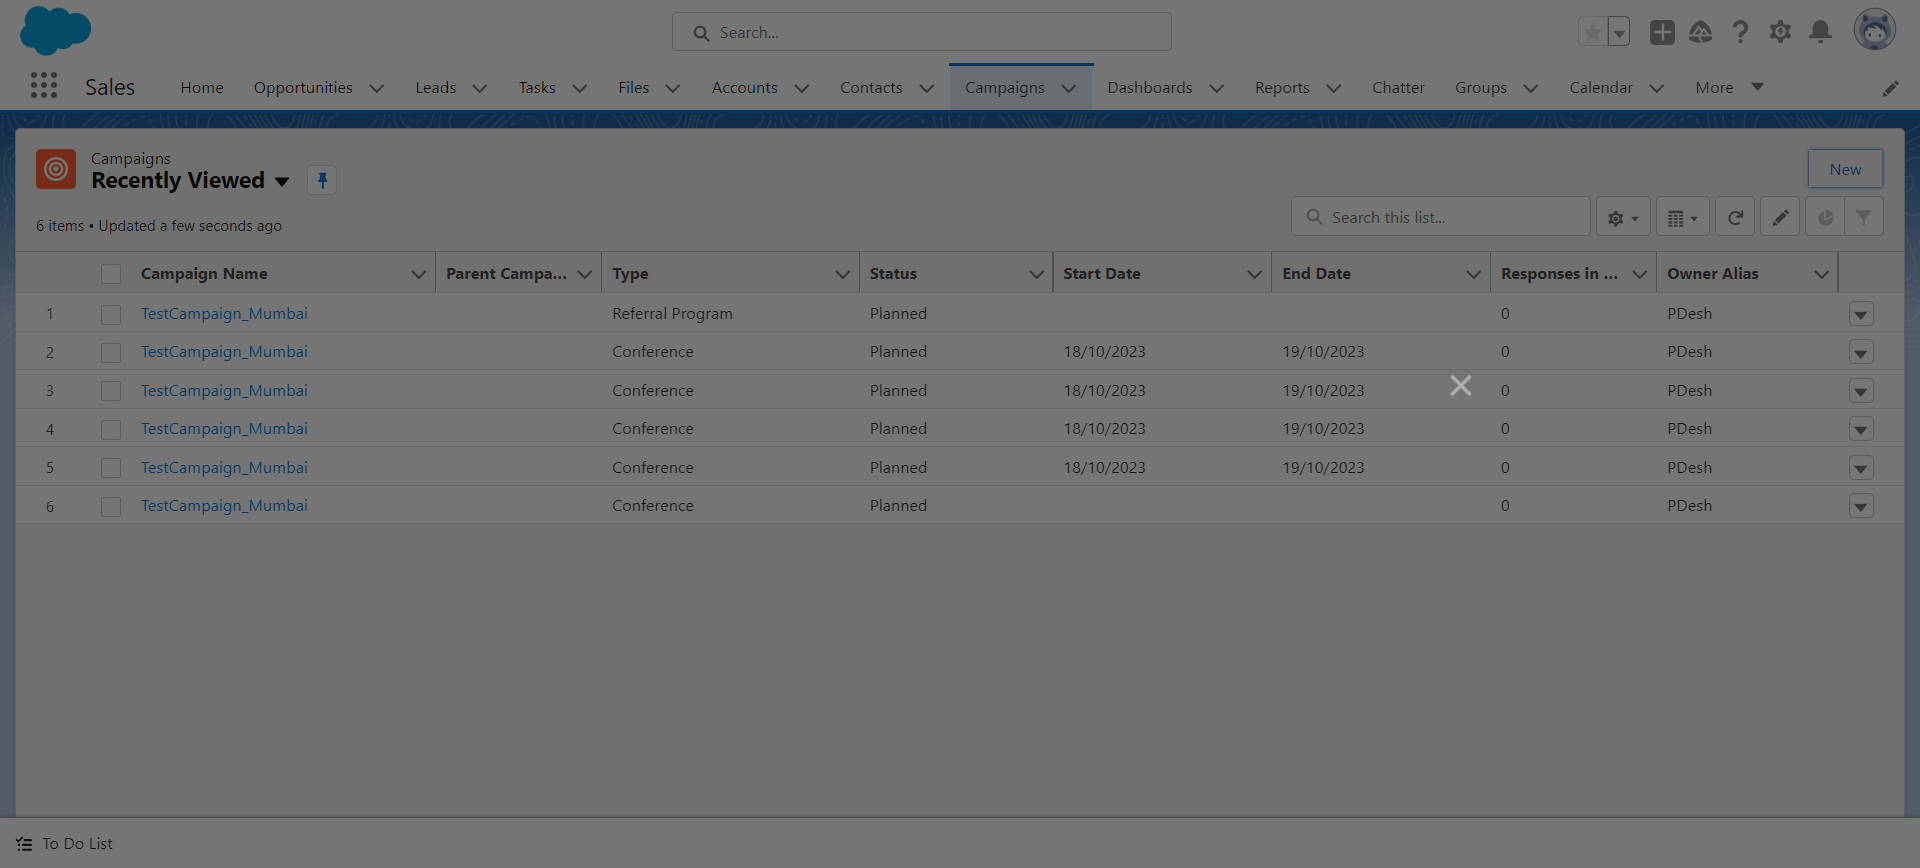 Search...
Sales Home Opportunities Leads Tasks Files Accounts Contacts Campaigns Dashboards Reports Chatter Groups Calendar More
Campaigns
Recently Viewed
New
6 items • Updated a few seconds ago
Search this list...
Campaign Name Parent Campa... Type Status Start Date End Date Responses in ... Owner Alias
1 TestCampaign_Mumbai Referral Program Planned 0 PDesh
2 TestCampaign_Mumbai Conference Planned 18/10/2023 19/10/2023 0 PDesh
3 TestCampaign_Mumbai Conference Planned 18/10/2023 19/10/2023 0 PDesh
4 TestCampaign_Mumbai Conference Planned 18/10/2023 19/10/2023 0 PDesh
5 TestCampaign_Mumbai Conference Planned 18/10/2023 19/10/2023 0 PDesh
6 TestCampaign_Mumbai Conference Planned 0 PDesh
To Do List